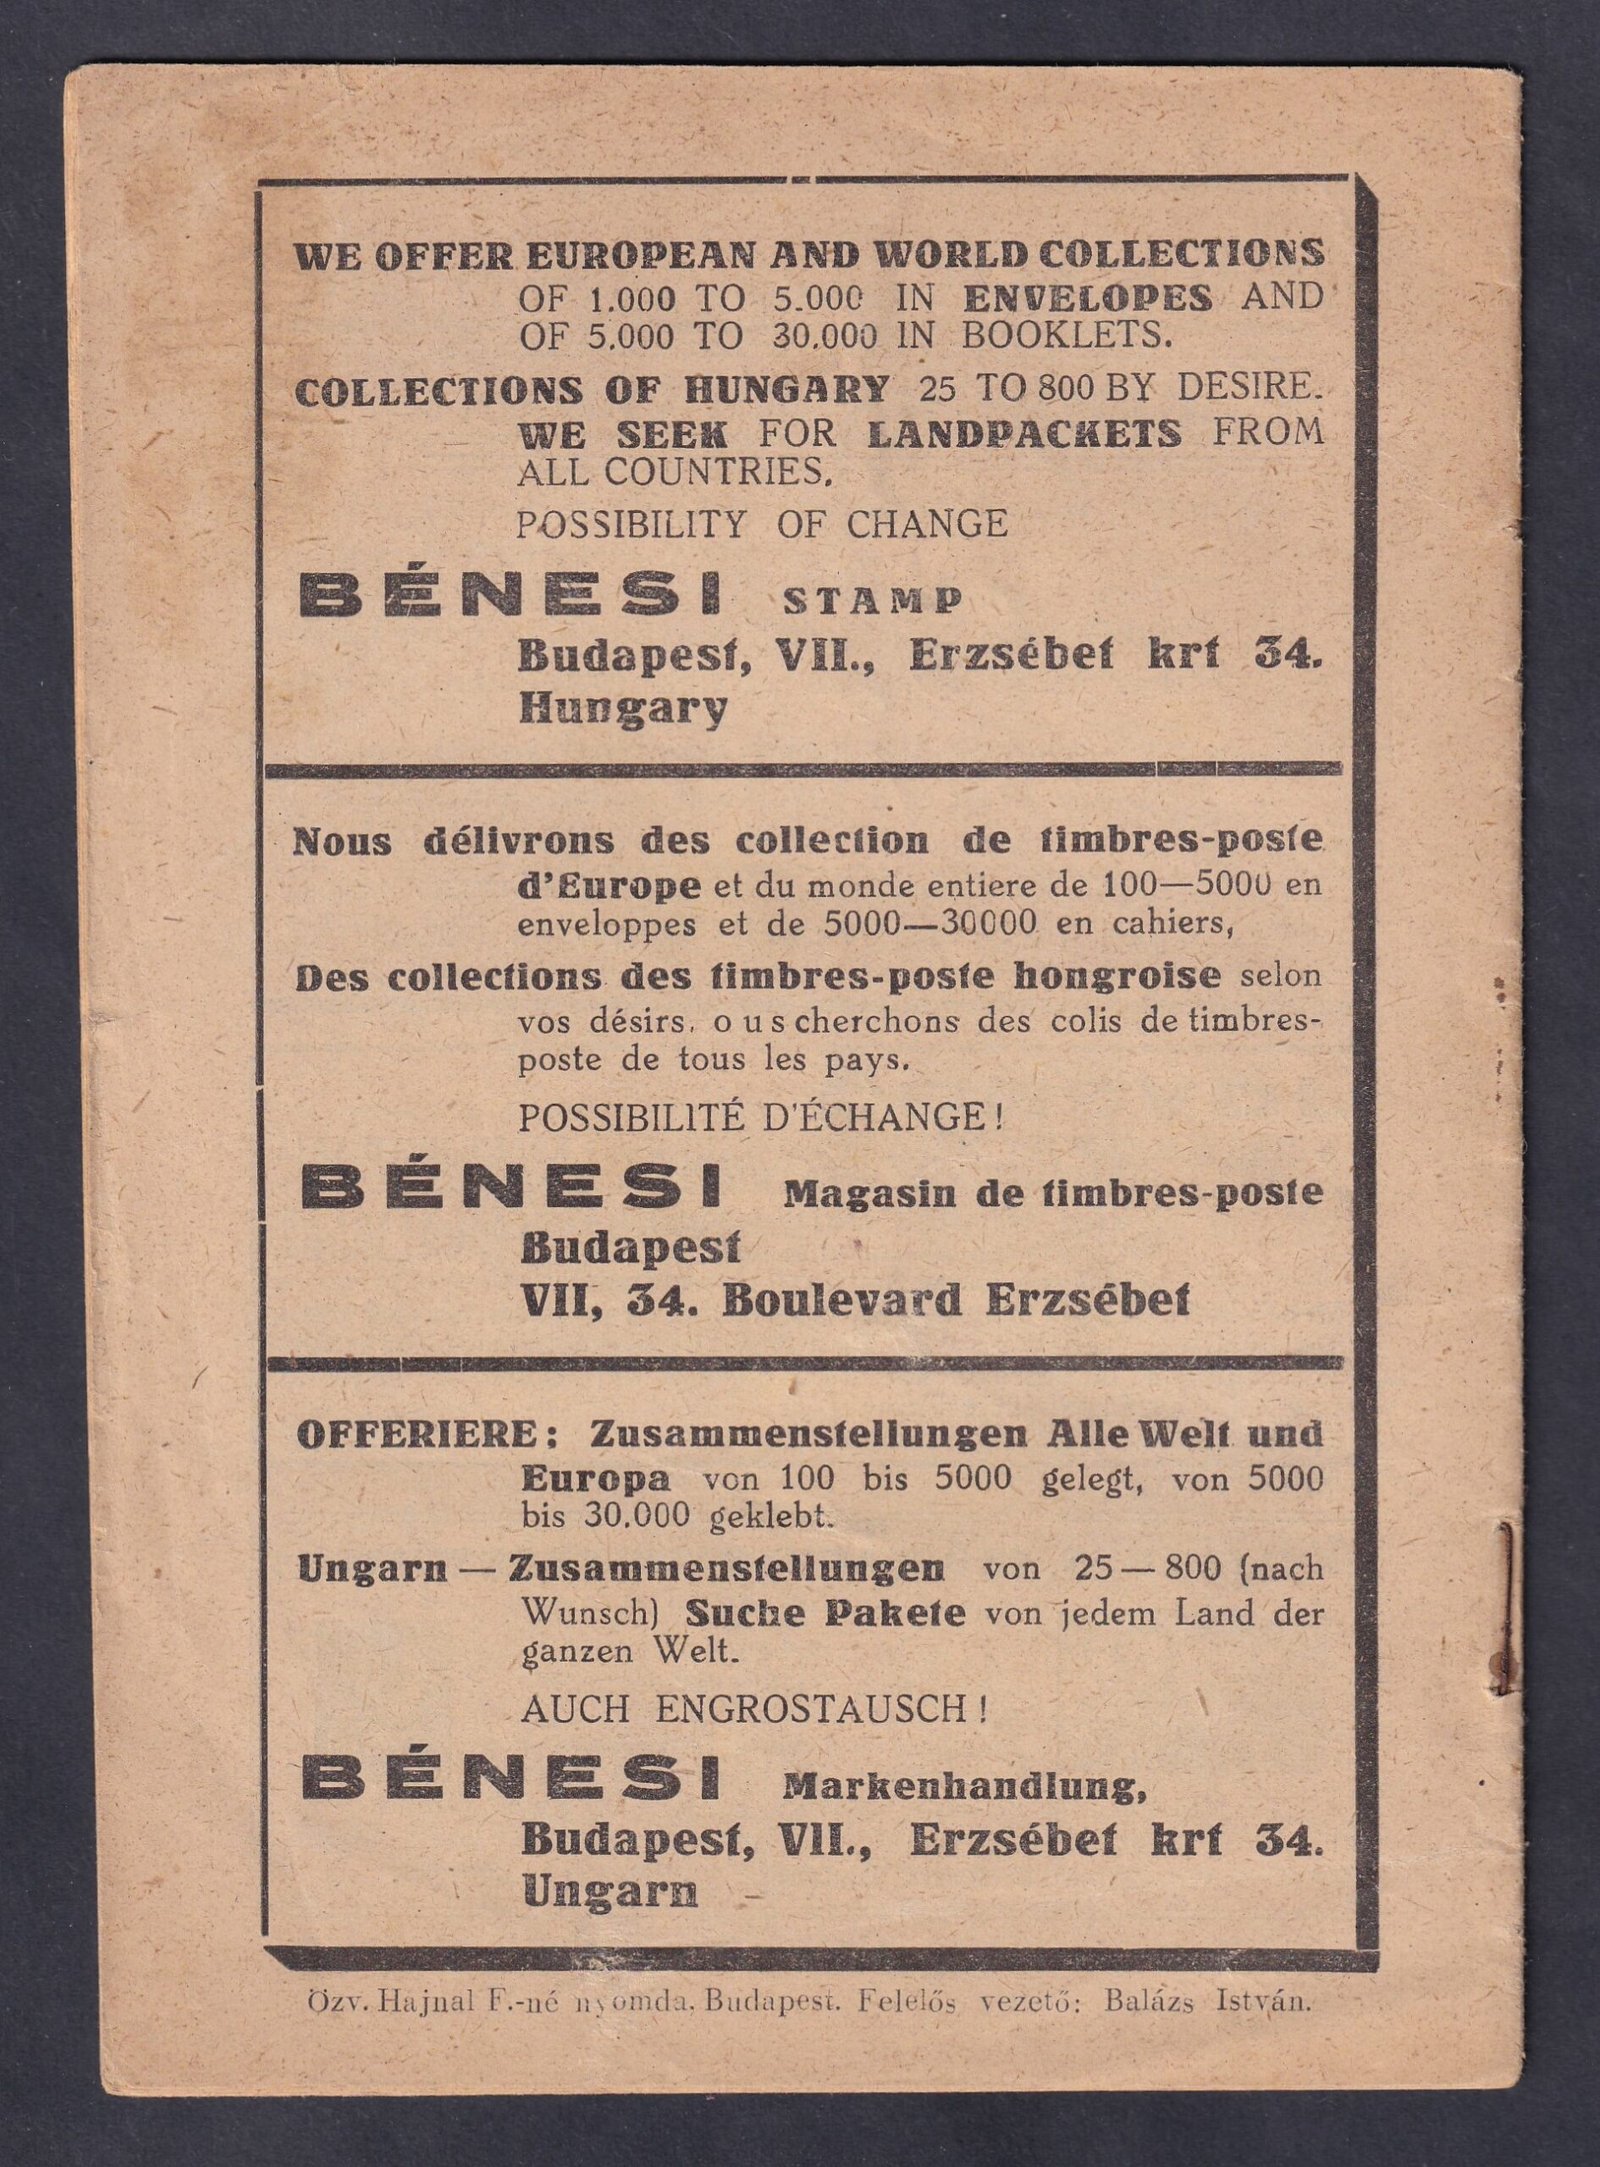 WE OFFER EUROPEAN AND WORLD COLLECTIONS
OF 1.000 TO 5.000 IN ENVELOPES AND
OF 5.000 TO 30.000 IN BOOKLETS.
COLLECTIONS OF HUNGARY 25 TO 800 BY DESIRE.
WE SEEK FOR LANDPACKETS FROM
ALL COUNTRIES.
POSSIBILITY OF CHANGE
BÉNESI STAMP
Budapest, VII., Erzsébet krt 34.
Hungary
Nous délivrons des collection de timbres-poste
d'Europe et du monde entiere de 100—5000 en
enveloppes et de 5000—30000 en cahiers,
Des collections des timbres-poste hongroise selon
vos désirs. o u s cherchons des colis de timbres-
poste de tous les pays.
POSSIBILITÉ D'ÉCHANGE!
BÉNESI Magasin de timbres-poste
Budapest
VII, 34. Boulevard Erzsébet
OFFERIERE: Zusammenstellungen Alle Welt und
Europa von 100 bis 5000 gelegt, von 5000
bis 30.000 geklebt.
Ungarn — Zusammenstellungen von 25 — 800 (nach
Wunsch) Suche Pakete von jedem Land der
ganzen Welt.
AUCH ENGROSTAUSCH!
BÉNESI Markenhandlung,
Budapest, VII., Erzsébet krt 34.
Ungarn
Özv. Hajnal F.-né nyomda, Budapest. Felelős vezető: Balázs István.